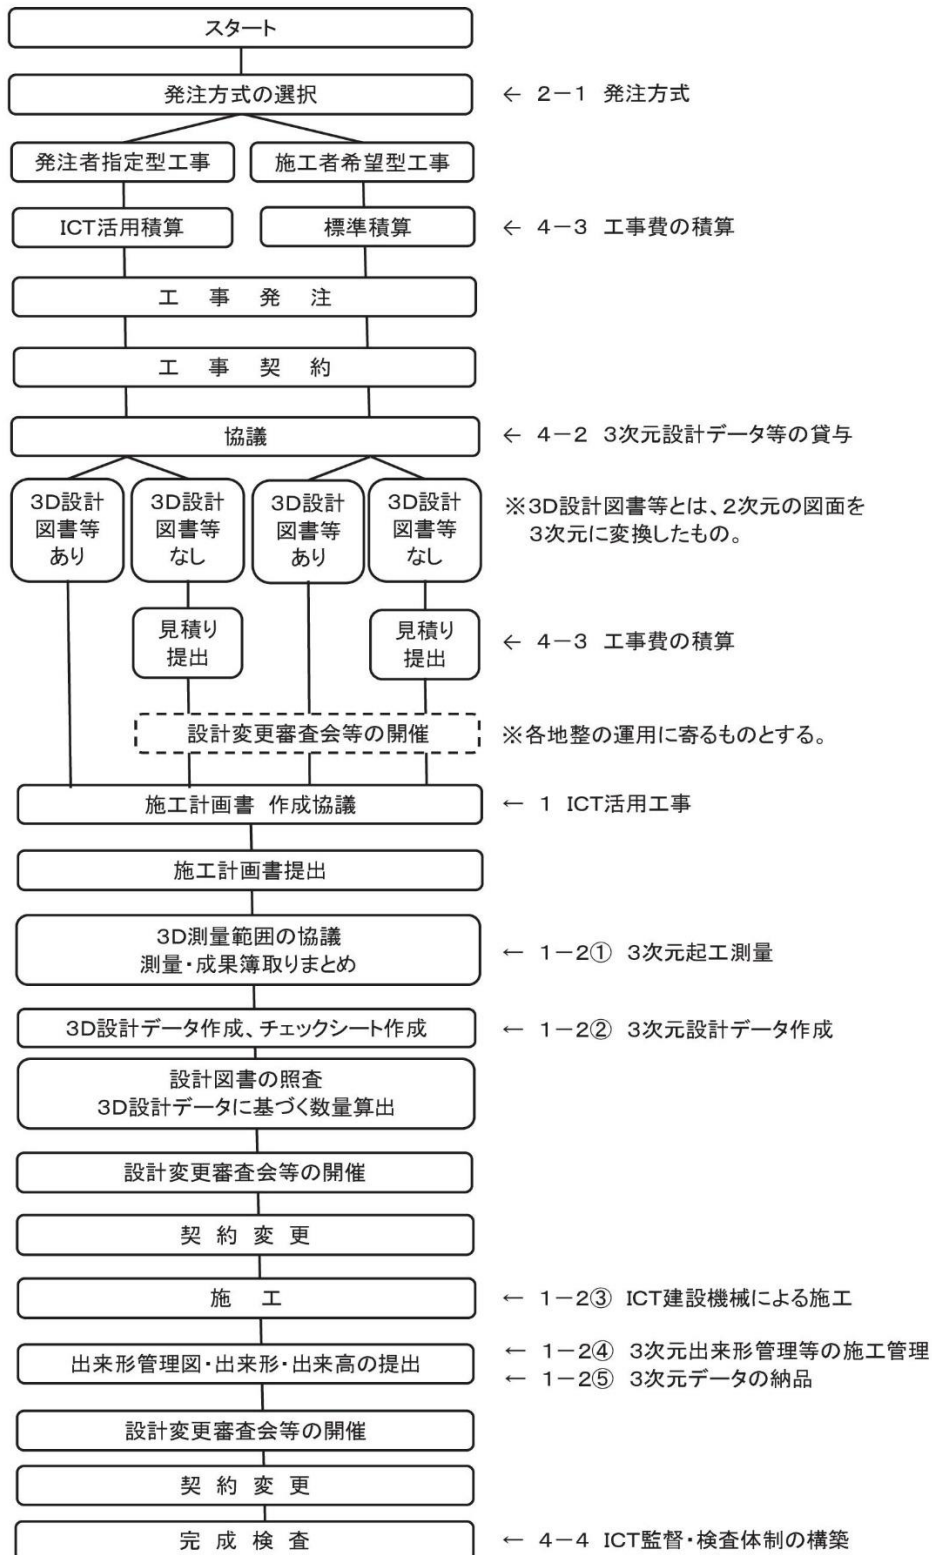 スタート
発注方式の選択
← 2－1 発注方式
発注者指定型工事
施工者希望型工事
ICT活用積算
標準積算
← 4－3 工事費の積算
工 事 発 注
工 事 契 約
協議
← 4－2 3次元設計データ等の貸与
3D設計
図書等
あり
3D設計
図書等
なし
3D設計
図書等
あり
3D設計
図書等
なし
※3D設計図書等とは、2次元の図面を
3次元に変換したもの。
見積り
提出
見積り
提出
← 4－3 工事費の積算
設計変更審査会等の開催
※各地整の運用に寄るものとする。
施工計画書 作成協議
← 1 ICT活用工事
施工計画書提出
3D測量範囲の協議
測量・成果簿取りまとめ
← 1－2① 3次元起工測量
3D設計データ作成、チェックシート作成
← 1－2② 3次元設計データ作成
設計図書の照査
3D設計データに基づく数量算出
設計変更審査会等の開催
契 約 変 更
施 工
← 1－2③ ICT建設機械による施工
出来形管理図・出来形・出来高の提出
← 1－2④ 3次元出来形管理等の施工管理
← 1－2⑤ 3次元データの納品
設計変更審査会等の開催
契 約 変 更
完 成 検 査
← 4－4 ICT監督・検査体制の構築